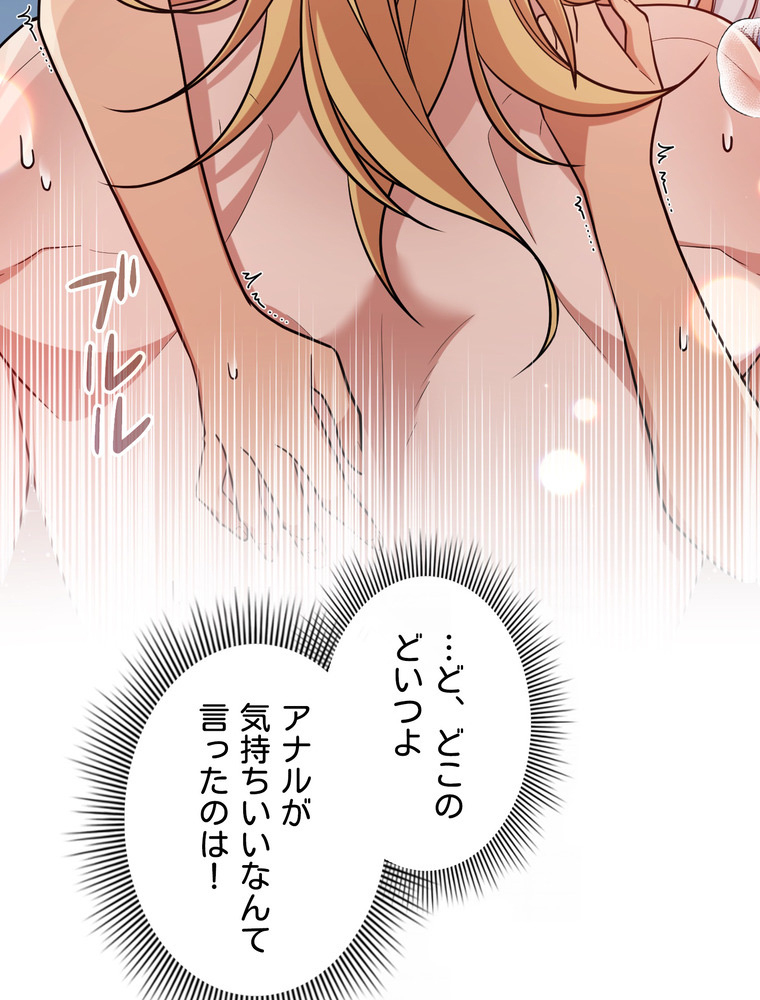 ブルルル
…ど、どこの
どいつよ
アナルが
気持ちいいなんて
言ったのは！